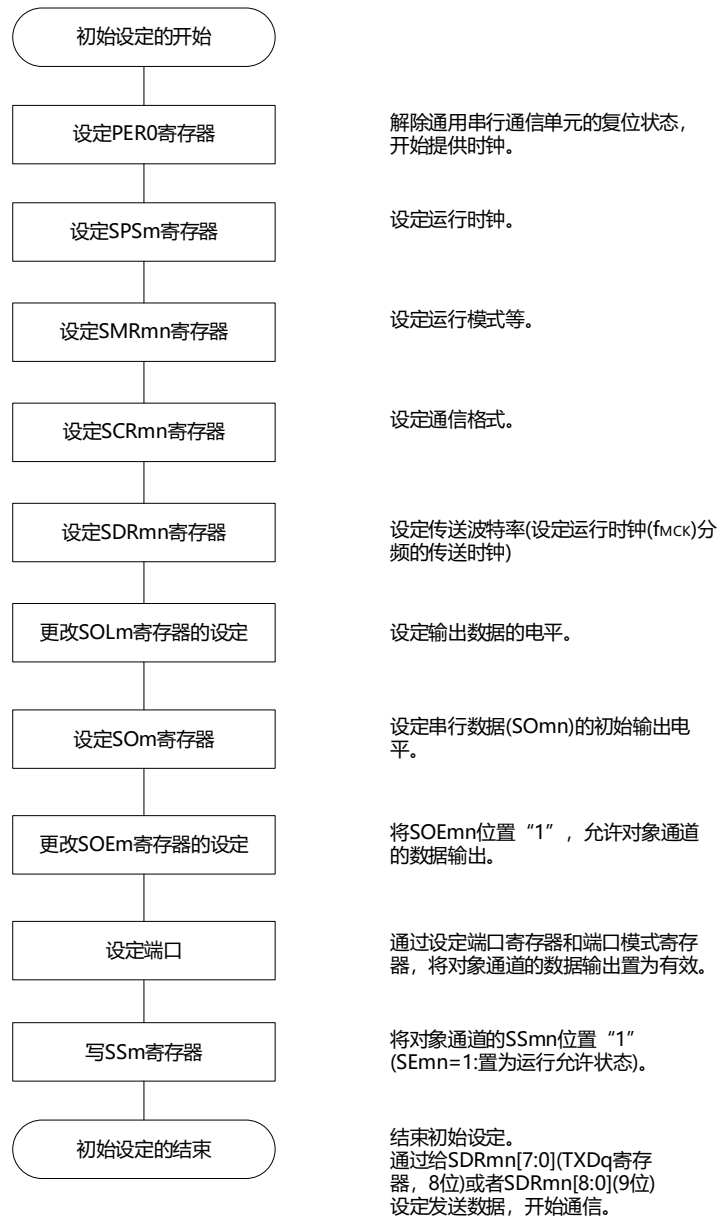 初始设定的开始
设定PER0寄存器
解除通用串行通信单元的复位状态，
开始提供时钟。
设定SPSm寄存器
设定运行时钟。
设定SMRmn寄存器
设定运行模式等。
设定SCRmn寄存器
设定通信格式。
设定SDRmn寄存器
设定传送波特率(设定运行时钟(fMCK)分
频的传送时钟)
更改SOLm寄存器的设定
设定输出数据的电平。
设定SOm寄存器
设定串行数据(SOmn)的初始输出电
平。
更改SOEm寄存器的设定
将SOEmn位置“1”，允许对象通道
的数据输出。
设定端口
通过设定端口寄存器和端口模式寄存
器，将对象通道的数据输出置为有效。
写SSm寄存器
将对象通道的SSmn位置“1”
(SEmn=1:置为运行允许状态)。
初始设定的结束
结束初始设定。
通过给SDRmn[7:0](TXDq寄存
器，8位)或者SDRmn[8:0](9位)
设定发送数据，开始通信。